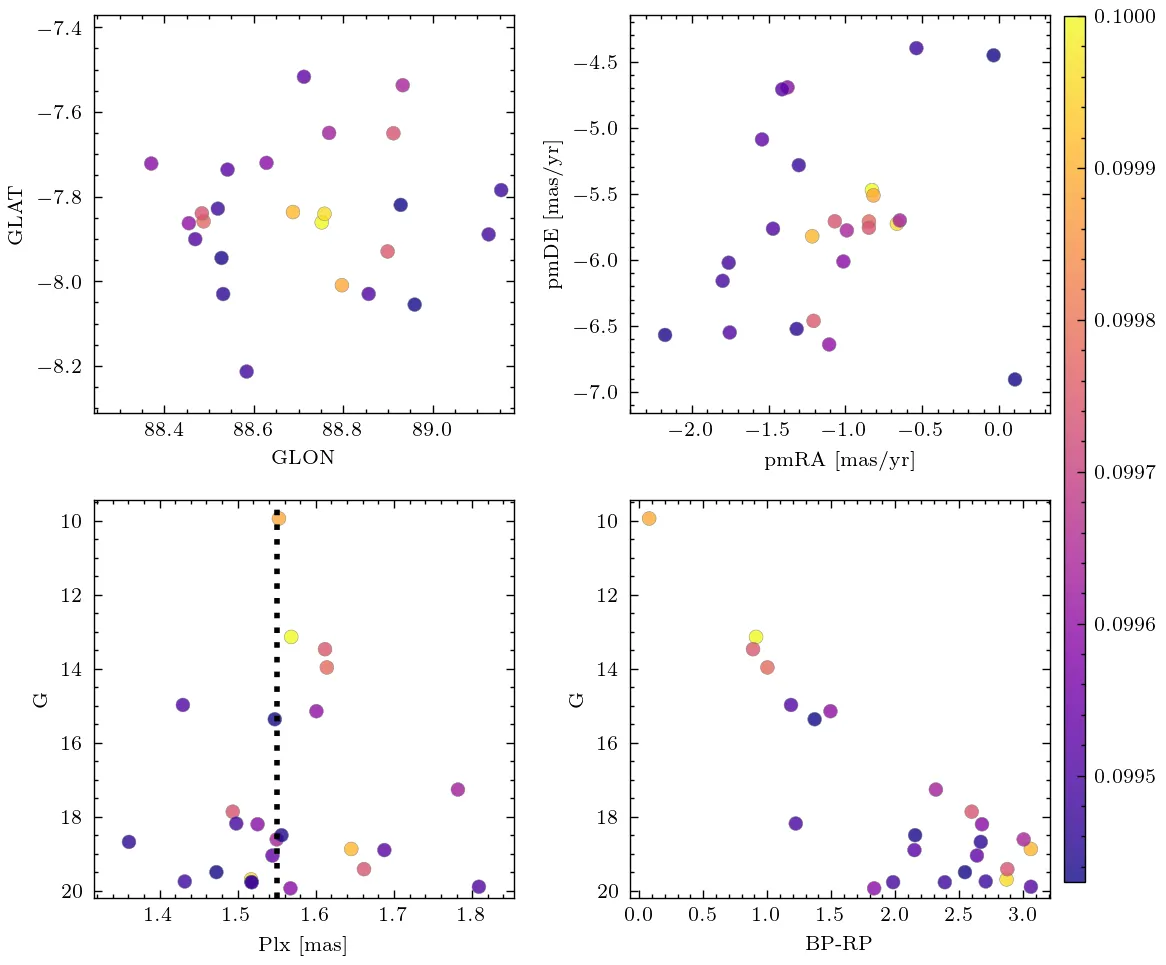 −7.4
−7.6
−7.8
−8.0
−8.2
GLAT
88.4 88.6 88.8 89.0
GLON
−4.5
−5.0
−5.5
−6.0
−6.5
−7.0
pmDE [mas/yr]
−2.0 −1.5 −1.0 −0.5 0.0
pmRA [mas/yr]
0.1000
0.0999
0.0998
0.0997
0.0996
0.0995
10
12
14
16
18
20
G
1.4 1.5 1.6 1.7 1.8
Plx [mas]
10
12
14
16
18
20
G
0.0 0.5 1.0 1.5 2.0 2.5 3.0
BP-RP